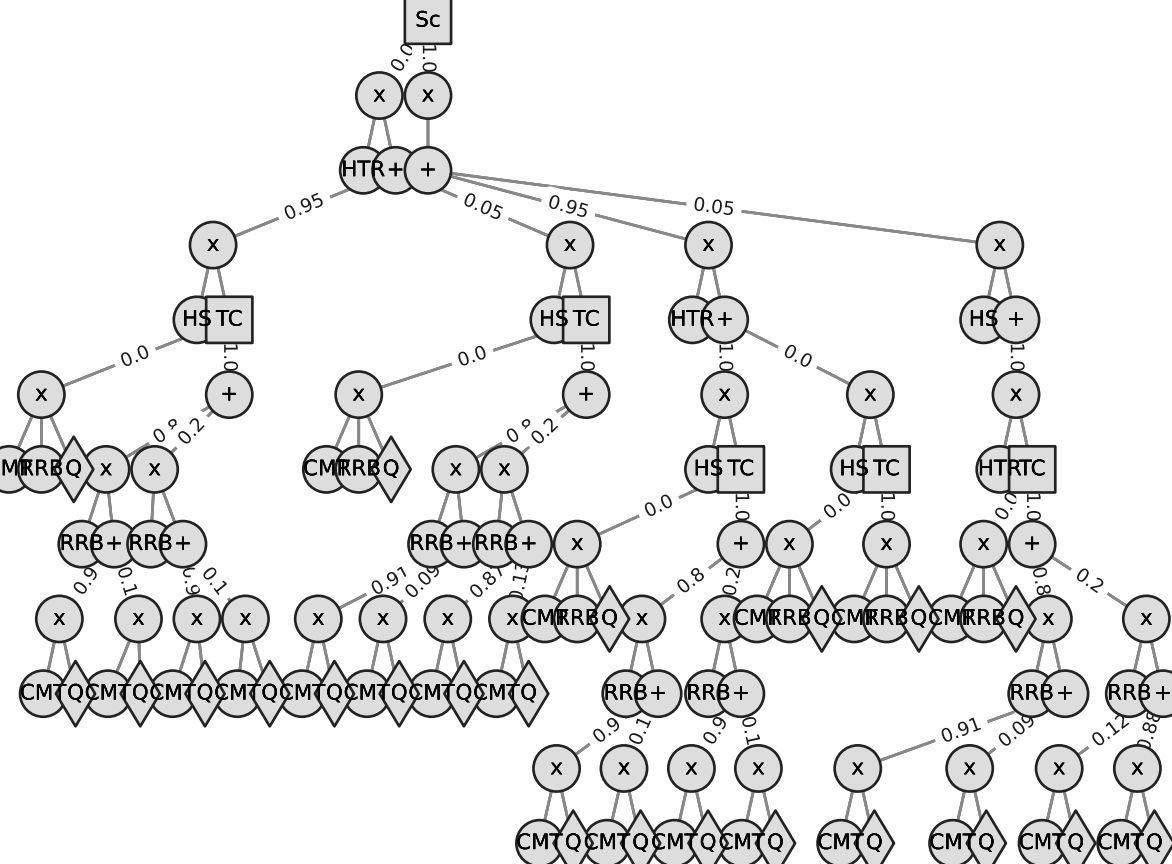 Sc
0.0 1.0
x x
HTR + +
0.95 0.05 0.95 0.05
x x x x
HS TC HS TC HTR + HS +
0.0 1.0 0.0 1.0 1.0 0.0 1.0
x + x + x x x
0.2 0.2
RRB Q x x CMT RRB Q x x HS TC HS TC HTR TC
0.0 1.0 0.0 1.0 0.0 1.0
RRB + RRB + RRB + RRB + x + x x x +
0.9 0.1 0.9 0.1 0.91 0.09 0.87 0.13 0.8 0.2 0.8 0.2
x x x x x x x x CMT RRB Q x x CMT RRB Q CMT RRB Q CMT RRB Q x x
CMT Q CMT Q CMT Q CMT Q CMT Q CMT Q CMT Q CMT Q RRB + RRB + RRB + RRB +
0.9 0.1 0.9 0.1 0.91 0.09 0.12 0.88
x x x x x x x x
CMT Q CMT Q CMT Q CMT Q CMT Q CMT Q CMT Q CMT Q